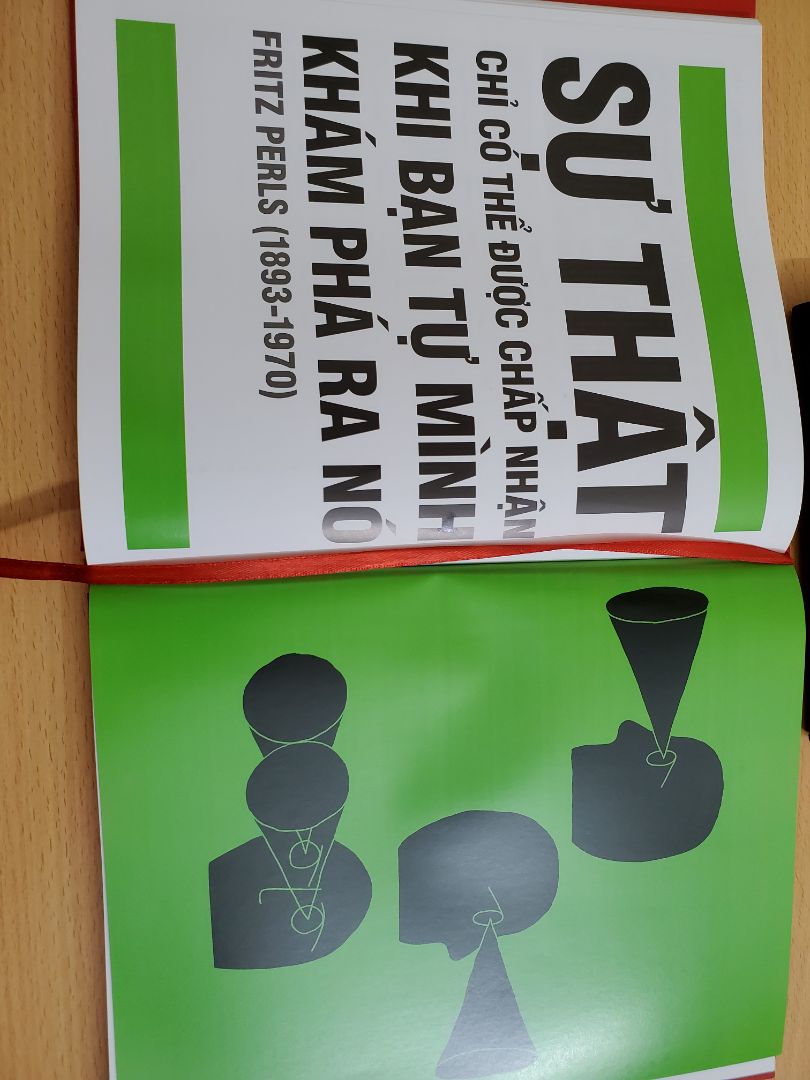 SỰ THẬT
CHỈ CÓ THỂ ĐƯỢC CHẤP NHẬN
KHI BẠN TỰ MÌNH
KHÁM PHÁ RA NÓ
FRITZ PERLS (1893-1970)